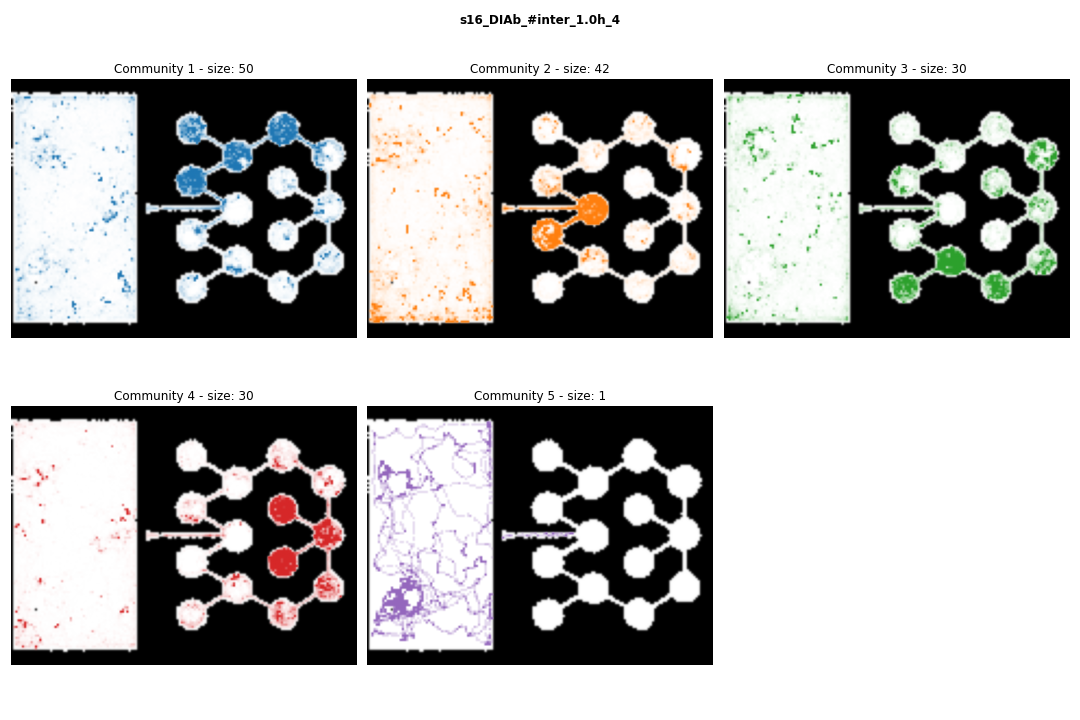 s16_DIAb_#inter_1.0h_4
Community 1 - size: 50
Community 2 - size: 42
Community 3 - size: 30
Community 4 - size: 30
Community 5 - size: 1